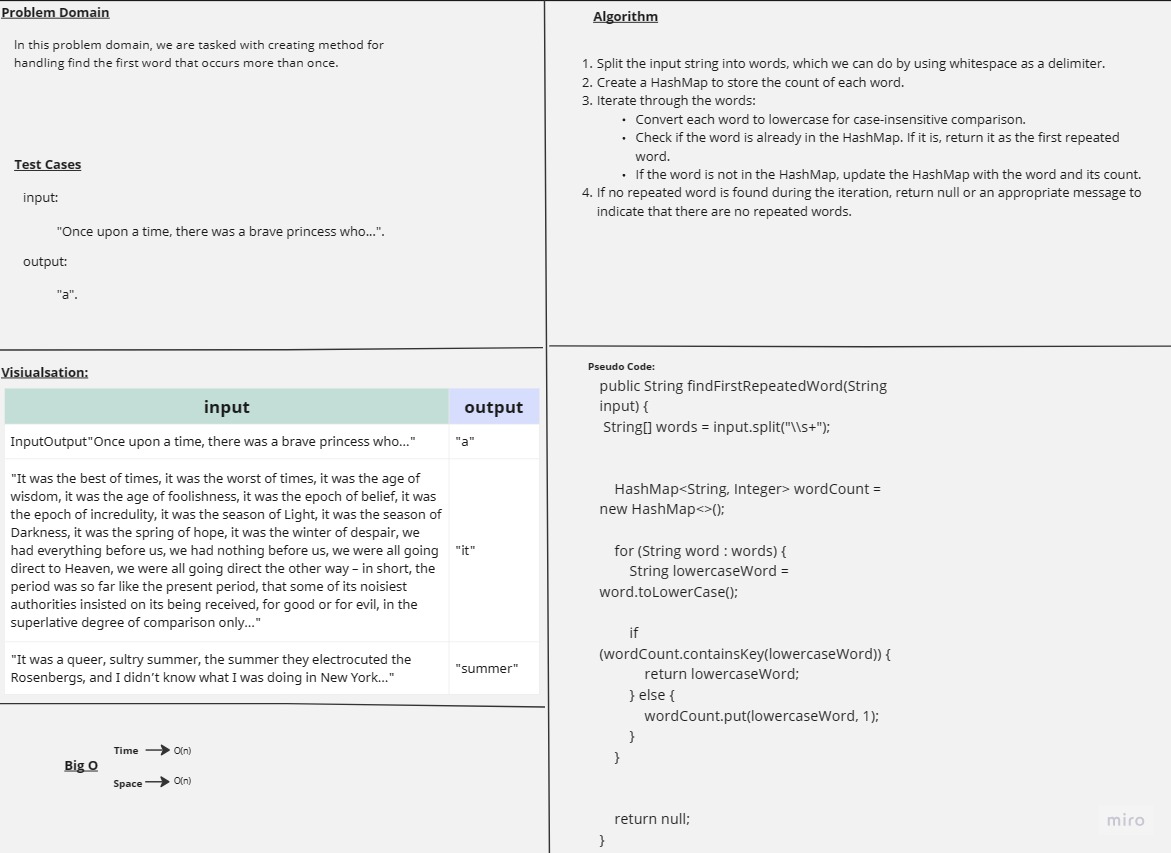 Problem Domain
In this problem domain, we are tasked with creating method for
handling find the first word that occurs more than once.
Test Cases
input:
"Once upon a time, there was a brave princess who...".
output:
"a".
Algorithm
1. Split the input string into words, which we can do by using whitespace as a delimiter.
2. Create a HashMap to store the count of each word.
3. Iterate through the words:
• Convert each word to lowercase for case-insensitive comparison.
• Check if the word is already in the HashMap. If it is, return it as the first repeated
word.
• If the word is not in the HashMap, update the HashMap with the word and its count.
4. If no repeated word is found during the iteration, return null or an appropriate message to
indicate that there are no repeated words.
Visiualsation:
input output
InputOutput"Once upon a time, there was a brave princess who..." "a"
"It was the best of times, it was the worst of times, it was the age of
wisdom, it was the age of foolishness, it was the epoch of belief, it was
the epoch of incredulity, it was the season of Light, it was the season of
Darkness, it was the spring of hope, it was the winter of despair, we
had everything before us, we had nothing before us, we were all going
direct to Heaven, we were all going direct the other way – in short, the
period was so far like the present period, that some of its noisiest
authorities insisted on its being received, for good or for evil, in the
superlative degree of comparison only..."
"it"
"It was a queer, sultry summer, the summer they electrocuted the
Rosenbergs, and I didn't know what I was doing in New York..."
"summer"
Big O
Time O(n)
Space O(n)
Pseudo Code:
public String findFirstRepeatedWord(String
input) {
String[] words = input.split("\\s+");
HashMap<String, Integer> wordCount =
new HashMap<>();
for (String word : words) {
String lowercaseWord =
word.toLowerCase();
if
(wordCount.containsKey(lowercaseWord)) {
return lowercaseWord;
} else {
wordCount.put(lowercaseWord, 1);
}
}
return null;
}
miro